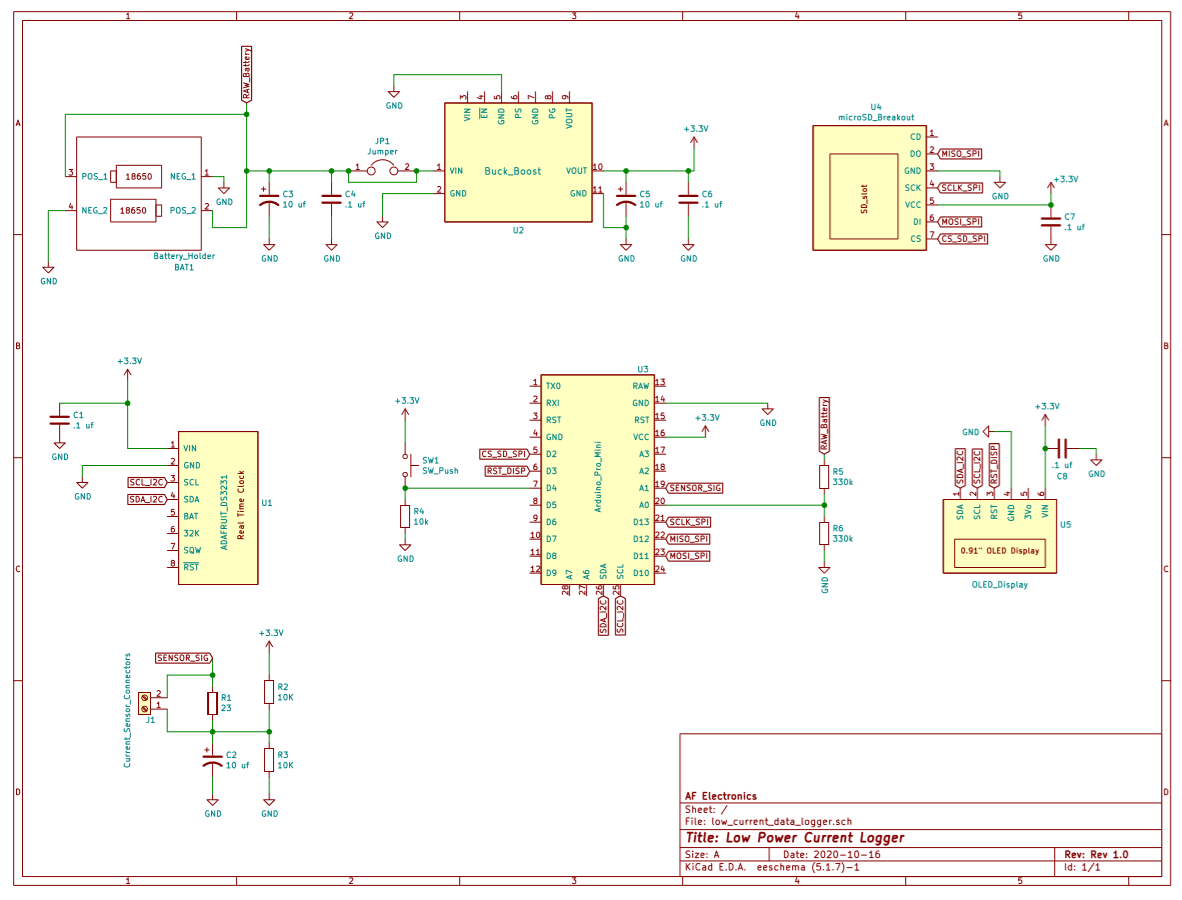 1 2 3 4 5
A
B
C
D
A
B
C
D
1 2 3 4 5
RAW_Battery
3 POS_1
18650
NEG_1 1
4 NEG_2
18650
POS_2 2
GND
GND
Battery_Holder
BAT1
C3
10 uf
GND
C4
.1 uf
GND
JP1
Jumper
1 2
GND
GND
3 4 5 6 7 8 9
VIN
EN
GND
PS
GND
PG
VOUT
1 VIN
2 GND
Buck_Boost
VOUT 10
GND 11
U2
+3.3V
C5
10 uf
GND
C6
.1 uf
GND
U4
microSD_Breakout
SD_slot
CD 1
DO 2 MISO_SPI
GND 3
SCK 4 SCLK_SPI
VCC 5
DI 6 MOSI_SPI
CS 7 CS_SD_SPI
GND
+3.3V
C7
.1 uf
GND
+3.3V
C1
.1 uf
GND
GND
1 VIN
2 GND
SCL_I2C 3 SCL
SDA_I2C 4 SDA
5 BAT
6 32K
7 SQW
8 RST
ADAFRUIT_DS3231
Real Time Clock
U1
+3.3V
SW1
SW_Push
R4
10k
GND
U3
Arduino_Pro_Mini
1 TX0
2 RXI
3 RST
4 GND
CS_SD_SPI 5 D2
RST_DISP 6 D3
7 D4
8 D5
9 D6
10 D7
11 D8
12 D9
RAW 13
GND 14
RST 15
VCC 16
A3 17
A2 18
A1 19 SENSOR_SIG
A0 20
D13 21 SCLK_SPI
D12 22 MISO_SPI
D11 23 MOSI_SPI
D10 24
A7 A6 SDA SCL
28 27 26 25
SDA_I2C
SCL_I2C
GND
+3.3V
RAW_Battery
R5
330k
R6
330k
GND
+3.3V
GND
SDA_I2C
SCL_I2C
RST_DISP
.1 uf
C8
GND
1 2 3 4 5 6
SDA
SCL
RST
GND
3Vo
VIN
U5
0.91" OLED Display
OLED_Display
+3.3V
SENSOR_SIG
Current_Sensor_Connectors
2
1
J1
R1
23
R2
10K
C2
10 uf
R3
10K
GND
GND
AF Electronics
Sheet: /
File: low_current_data_logger.sch
Title: Low Power Current Logger
Size: A Date: 2020-10-16 Rev: Rev 1.0
KiCad E.D.A. eeschema (5.1.7)-1 Id: 1/1